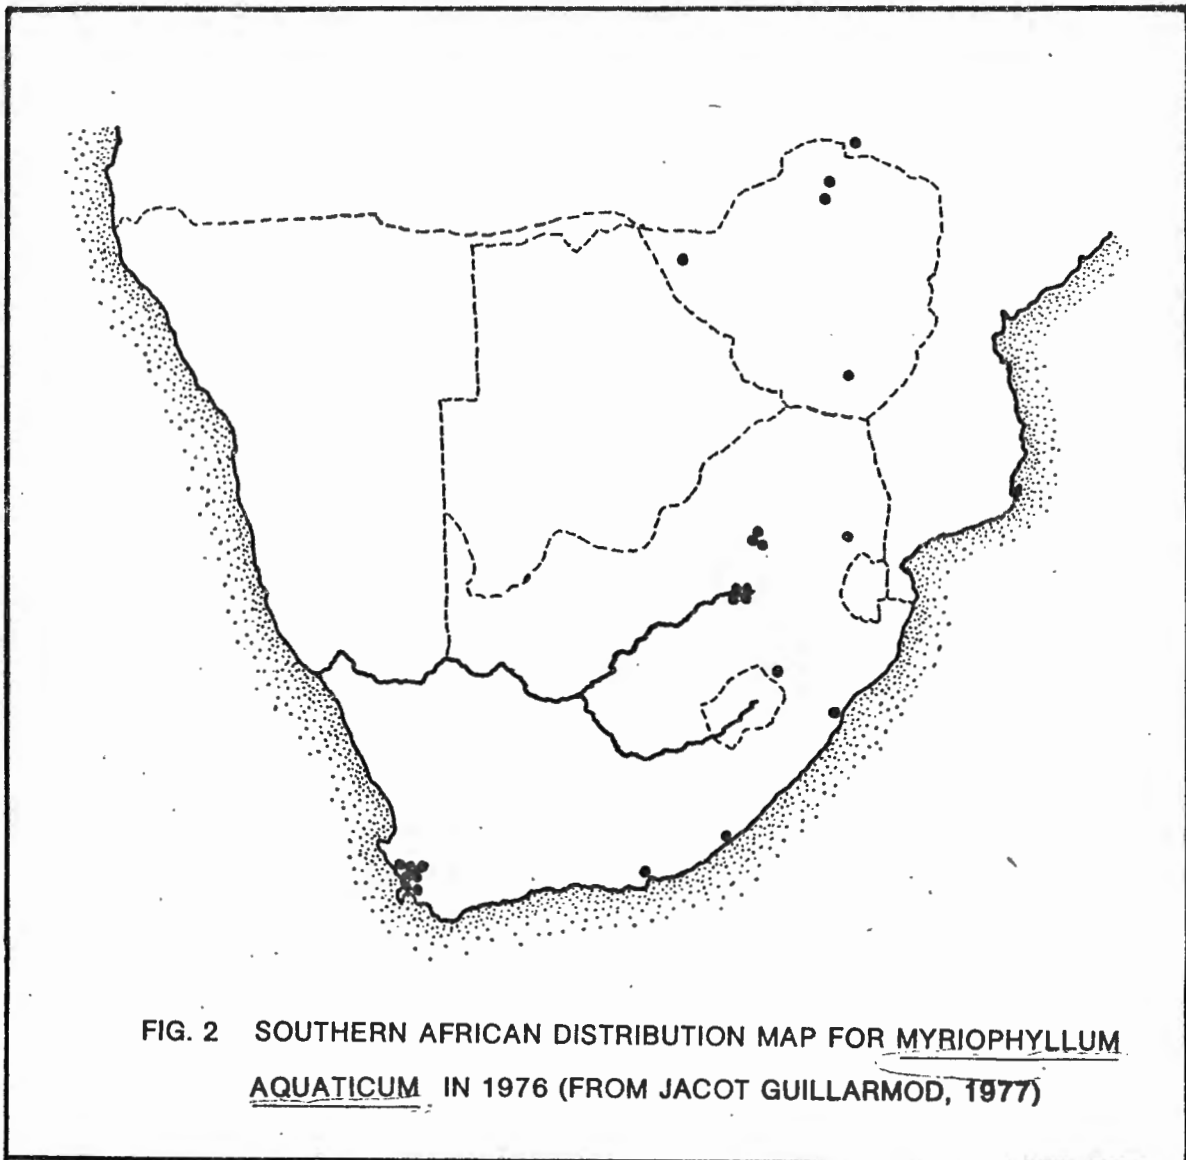 FIG. 2 SOUTHERN AFRICAN DISTRIBUTION MAP FOR MYRIOPHYLLUM
AQUATICUM IN 1976 (FROM JACOT GUILLARMOD, 1977)